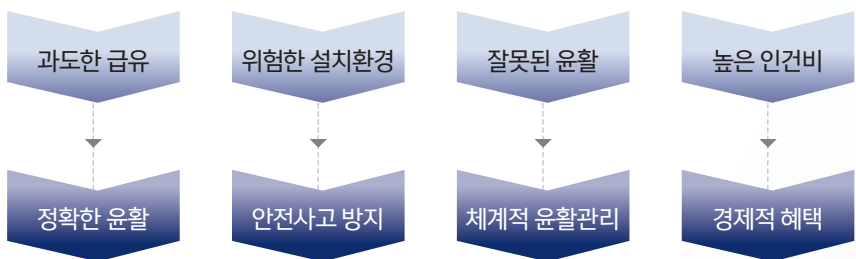 과도한 급유
위험한 설치환경
잘못된 윤활
높은 인건비
정확한 윤활
안전사고 방지
체계적 윤활관리
경제적 혜택